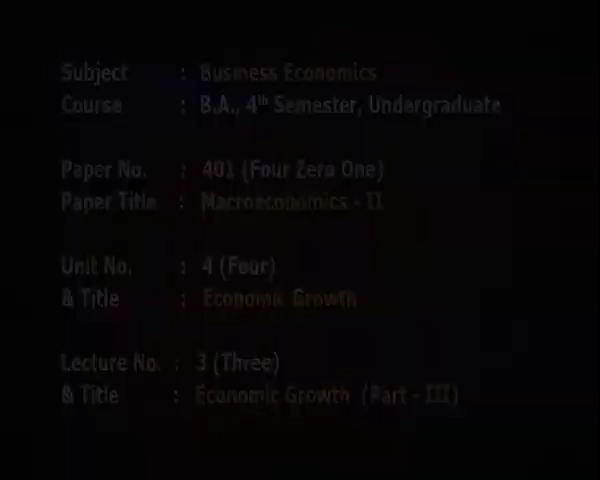 Subject : Business Economics
Course : B.A., 4th Semester, Undergraduate
Paper No. : 401 (Four Zero One)
Paper Title : Macroeconomics - II
Unit No. : 4 (Four)
& Title : Economic Growth
Lecture No. : 3 (Three)
& Title : Economic Growth (Part - III)